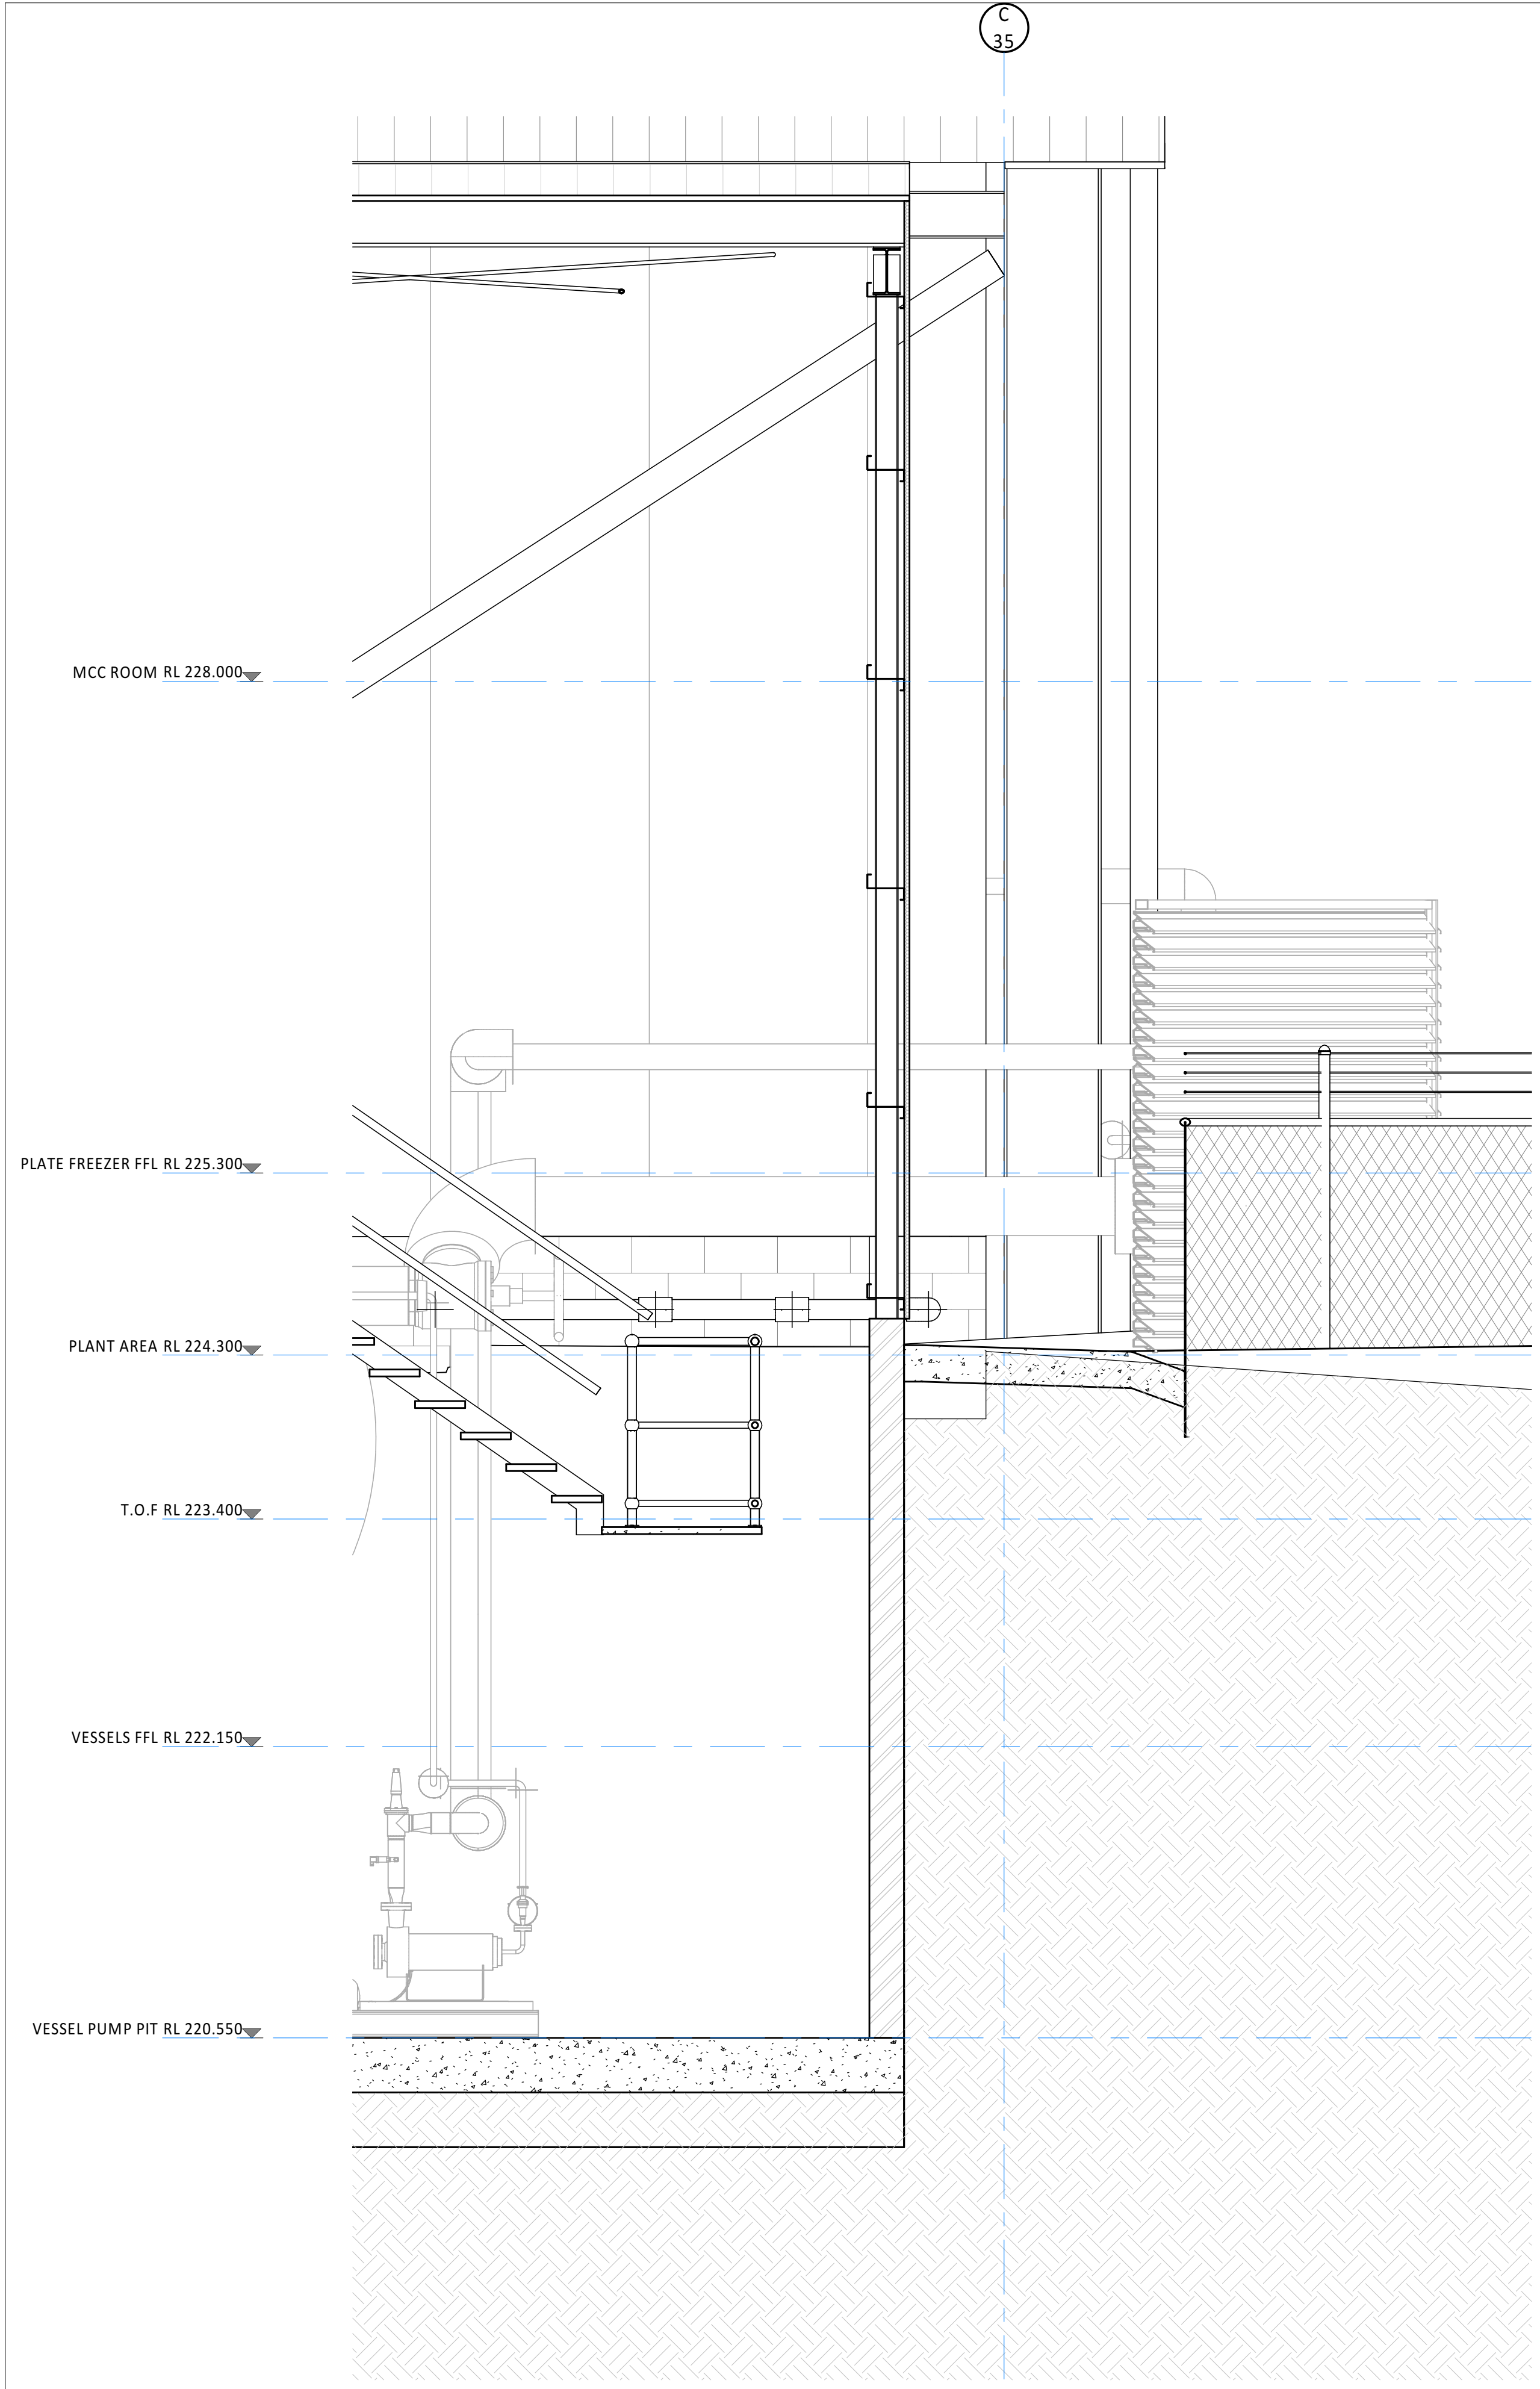 C
35
MCC ROOM RL 228.000
PLATE FREEZER FFL RL 225.300
PLANT AREA RL 224.300
T.O.F RL 223.400
VESSELS FFL RL 222.150
VESSEL PUMP PIT RL 220.550